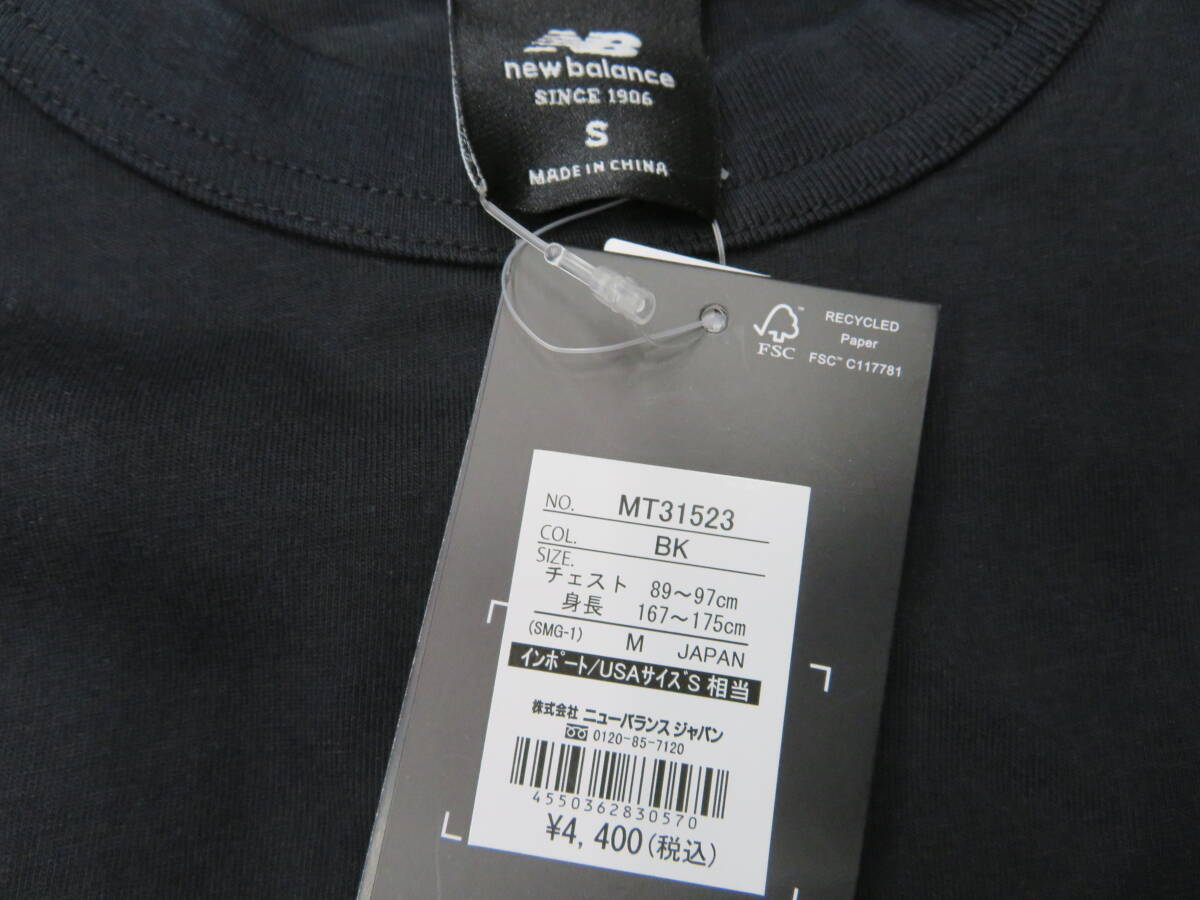 NB
new balance
SINCE 1906
S
MADE IN CHINA
FSC
RECYCLED
Paper
FSC™ C117781
NO. MT31523
COL. BK
SIZE.
チェスト 89～97cm
身長 167～175cm
(SMG-1) M JAPAN
インポート/USAサイズS 相当
株式会社 ニューバランス ジャパン
0120-85-7120
4550362830570
¥4,400(税込)